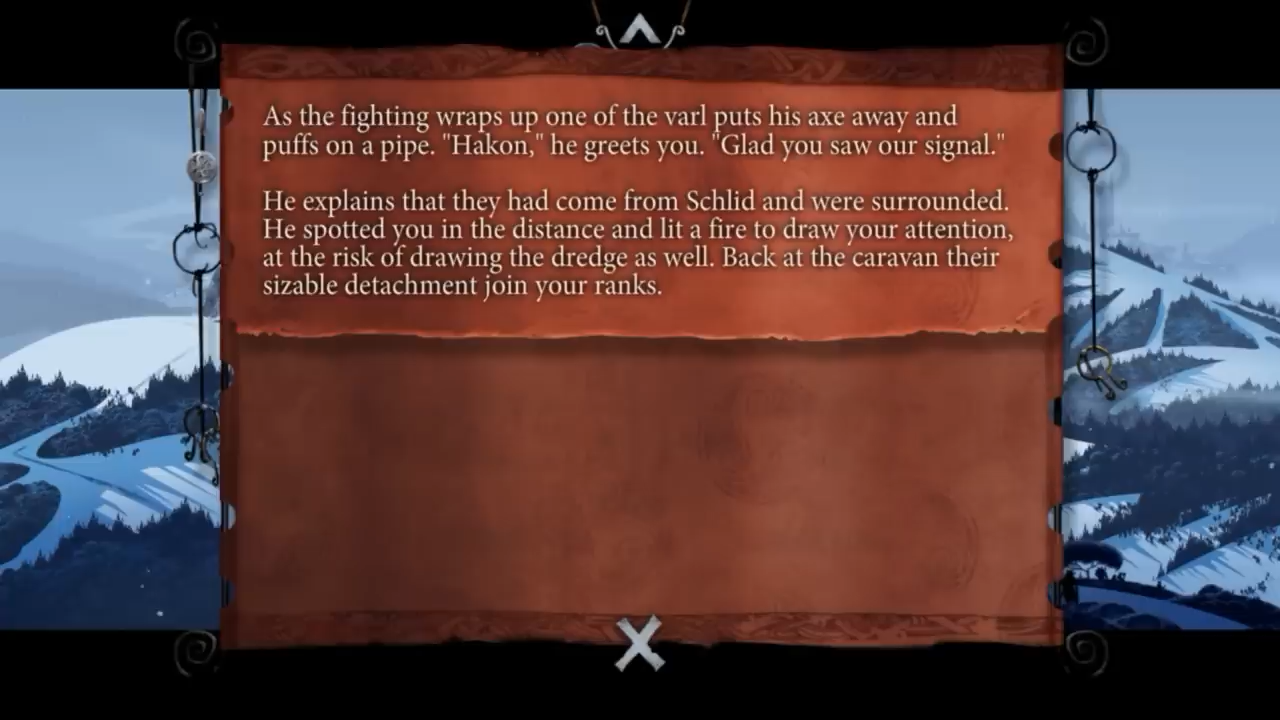 As the fighting wraps up one of the varl puts his axe away and
puffs on a pipe. "Hakon," he greets you. "Glad you saw our signal."
He explains that they had come from Schlid and were surrounded.
He spotted you in the distance and lit a fire to draw your attention,
at the risk of drawing the dredge as well. Back at the caravan their
sizable detachment join your ranks.